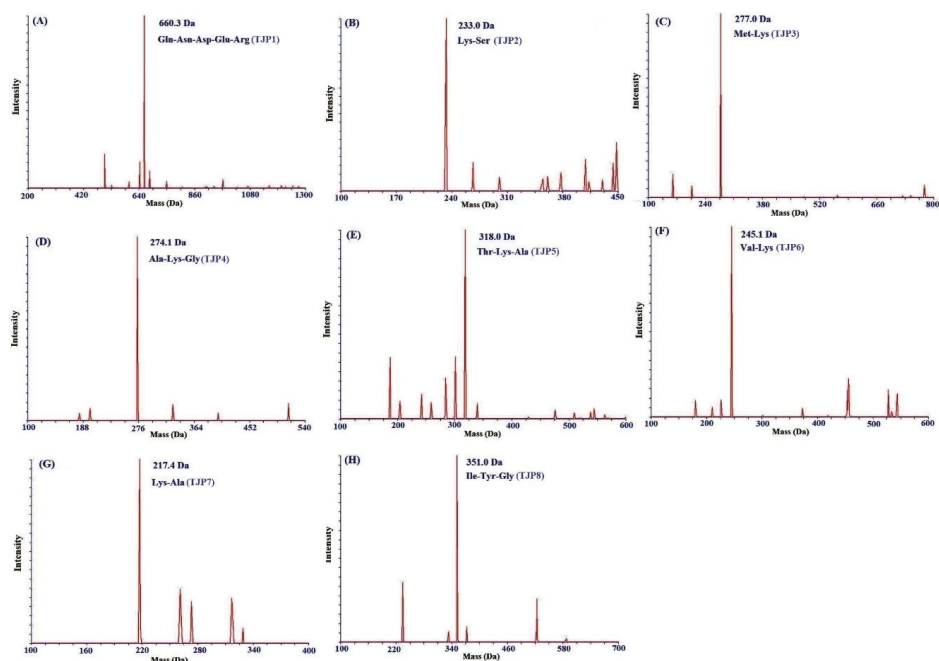 (A)
660.3 Da
Gln-Asn-Asp-Glu-Arg (TJP1)
Intensity
200 420 640 860 1080 1300
Mass (Da)
(B)
233.0 Da
Lys-Ser (TJP2)
Intensity
100 170 240 310 380 450
Mass (Da)
(C)
277.0 Da
Met-Lys (TJP3)
Intensity
100 240 380 520 660 800
Mass (Da)
(D)
274.1 Da
Ala-Lys-Gly (TJP4)
Intensity
100 188 276 364 452 540
Mass (Da)
(E)
318.0 Da
Thr-Lys-Ala (TJP5)
Intensity
100 200 300 400 500 600
Mass (Da)
(F)
245.1 Da
Val-Lys (TJP6)
Intensity
100 200 300 400 500 600
Mass (Da)
(G)
217.4 Da
Lys-Ala (TJP7)
Intensity
100 160 220 280 340 400
Mass (Da)
(H)
351.0 Da
Ile-Tyr-Gly (TJP8)
Intensity
100 220 340 460 580 700
Mass (Da)